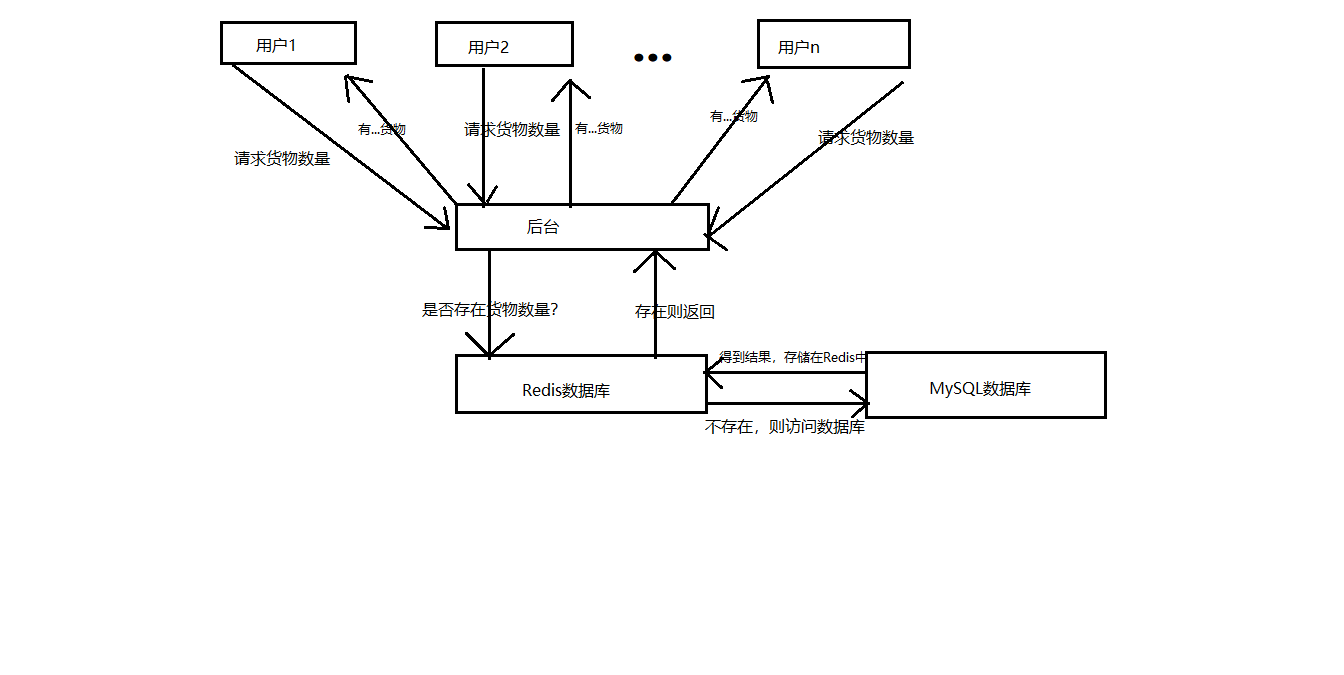 用户1
用户2
•••
用户n
有...货物
请求货物数量
请求货物数量
有...货物
有...货物
请求货物数量
后台
是否存在货物数量?
存在则返回
得到结果，存储在Redis中
Redis数据库
MySQL数据库
不存在，则访问数据库